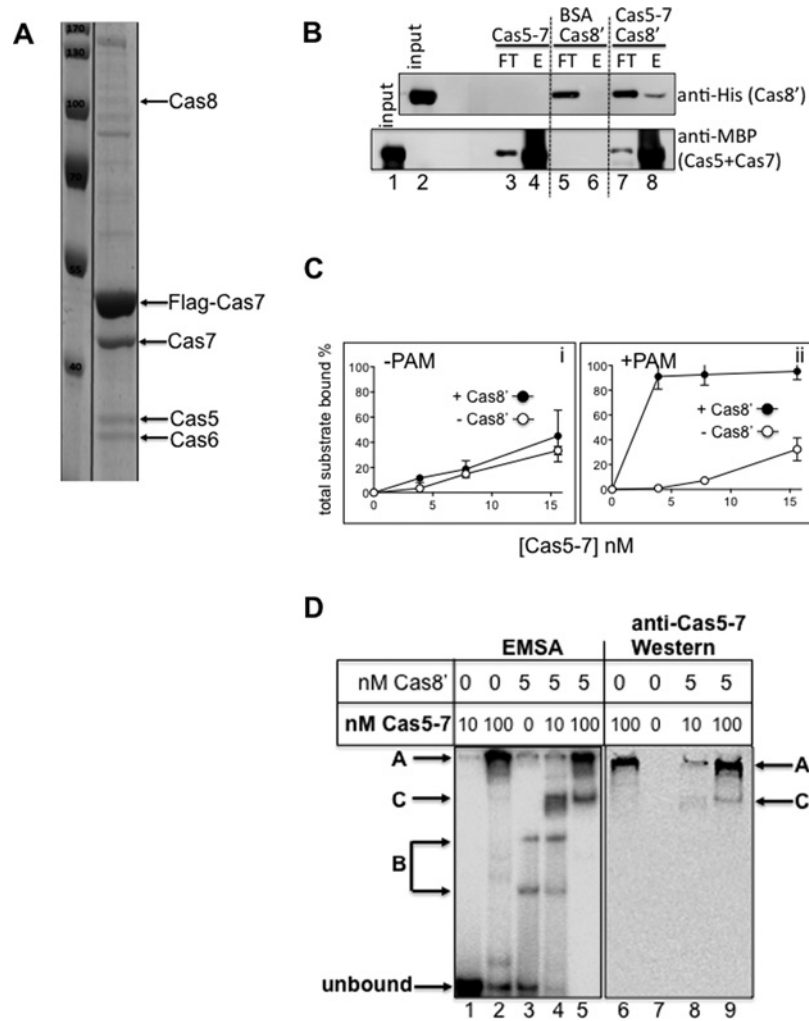 A
170
130
100
70
55
40
Cas8
Flag-Cas7
Cas7
Cas5
Cas6
B
input
input
Cas5-7
BSA
Cas8'
Cas5-7
Cas8'
FT E FT E FT E
anti-His (Cas8')
anti-MBP
(Cas5+Cas7)
1 2 3 4 5 6 7 8
C
total substrate bound %
-PAM i
100
80
60
40
20
0
+ Cas8'
- Cas8'
0 5 10 15
+PAM ii
100
80
60
40
20
0
+ Cas8'
- Cas8'
0 5 10 15
[Cas5-7] nM
D
EMSA
anti-Cas5-7
Western
nM Cas8' 0 0 5 5 5 0 0 5 5
nM Cas5-7 10 100 0 10 100 100 0 10 100
A
C
B
unbound
A
C
1 2 3 4 5 6 7 8 9